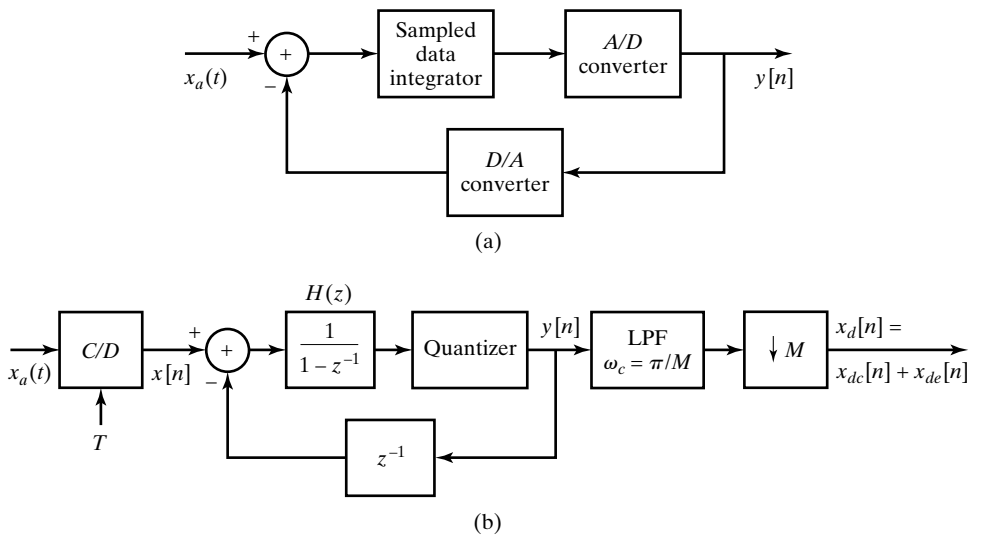 +
+
−
x_a(t)
Sampled
data
integrator
A/D
converter
y[n]
D/A
converter
(a)
H(z)
x_a(t)
C/D
T
x[n]
+
+
−
1
1 − z^{−1}
Quantizer
y[n]
LPF
ω_c = π/M
↓ M
x_d[n] =
x_{dc}[n] + x_{de}[n]
z^{−1}
(b)